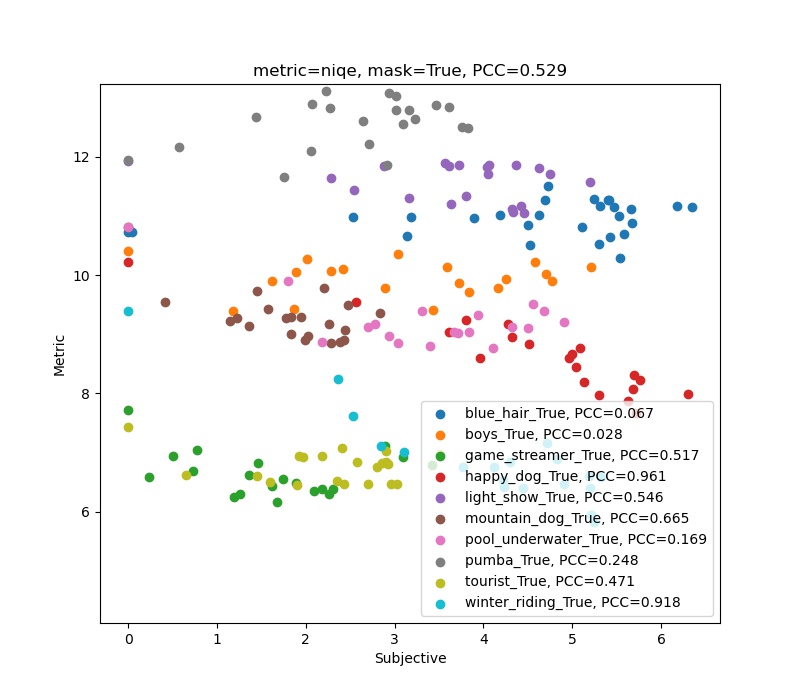 metric=niqe, mask=True, PCC=0.529
Metric
12
10
8
6
0 1 2 3 4 5 6
Subjective
blue_hair_True, PCC=0.067
boys_True, PCC=0.028
game_streamer_True, PCC=0.517
happy_dog_True, PCC=0.961
light_show_True, PCC=0.546
mountain_dog_True, PCC=0.665
pool_underwater_True, PCC=0.169
pumba_True, PCC=0.248
tourist_True, PCC=0.471
winter_riding_True, PCC=0.918